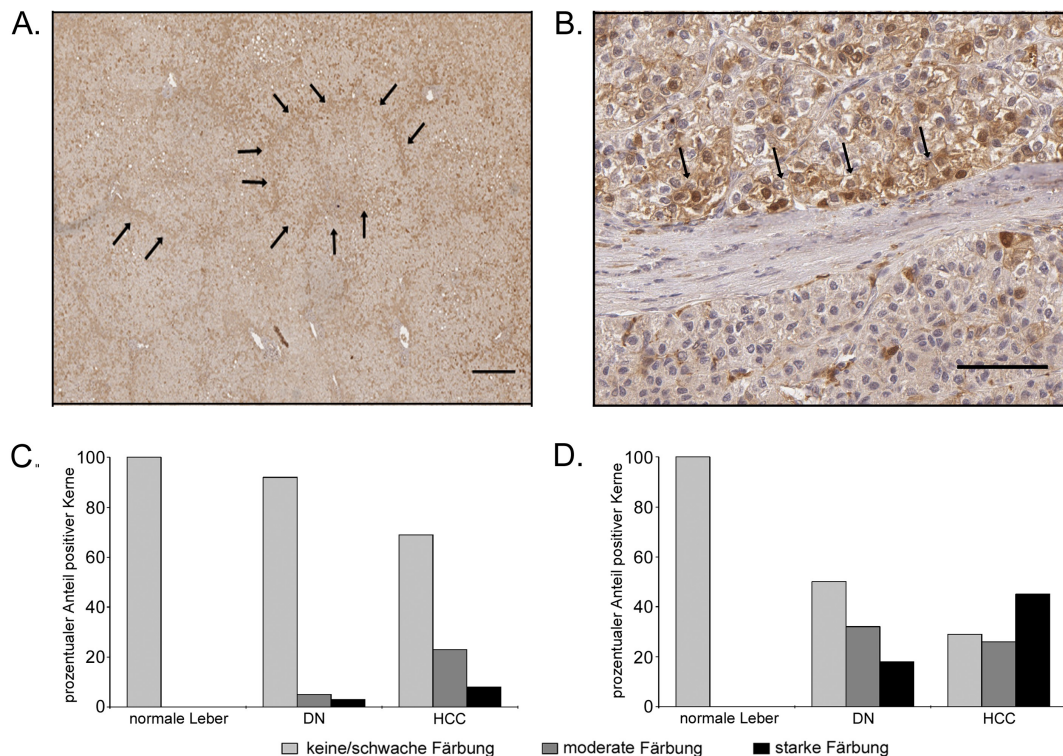 A.
B.
C.
prozentualer Anteil positiver Kerne
100
80
60
40
20
0
normale Leber
DN
HCC
D.
prozentualer Anteil positiver Kerne
100
80
60
40
20
0
normale Leber
DN
HCC
keine/schwache Färbung
moderate Färbung
starke Färbung